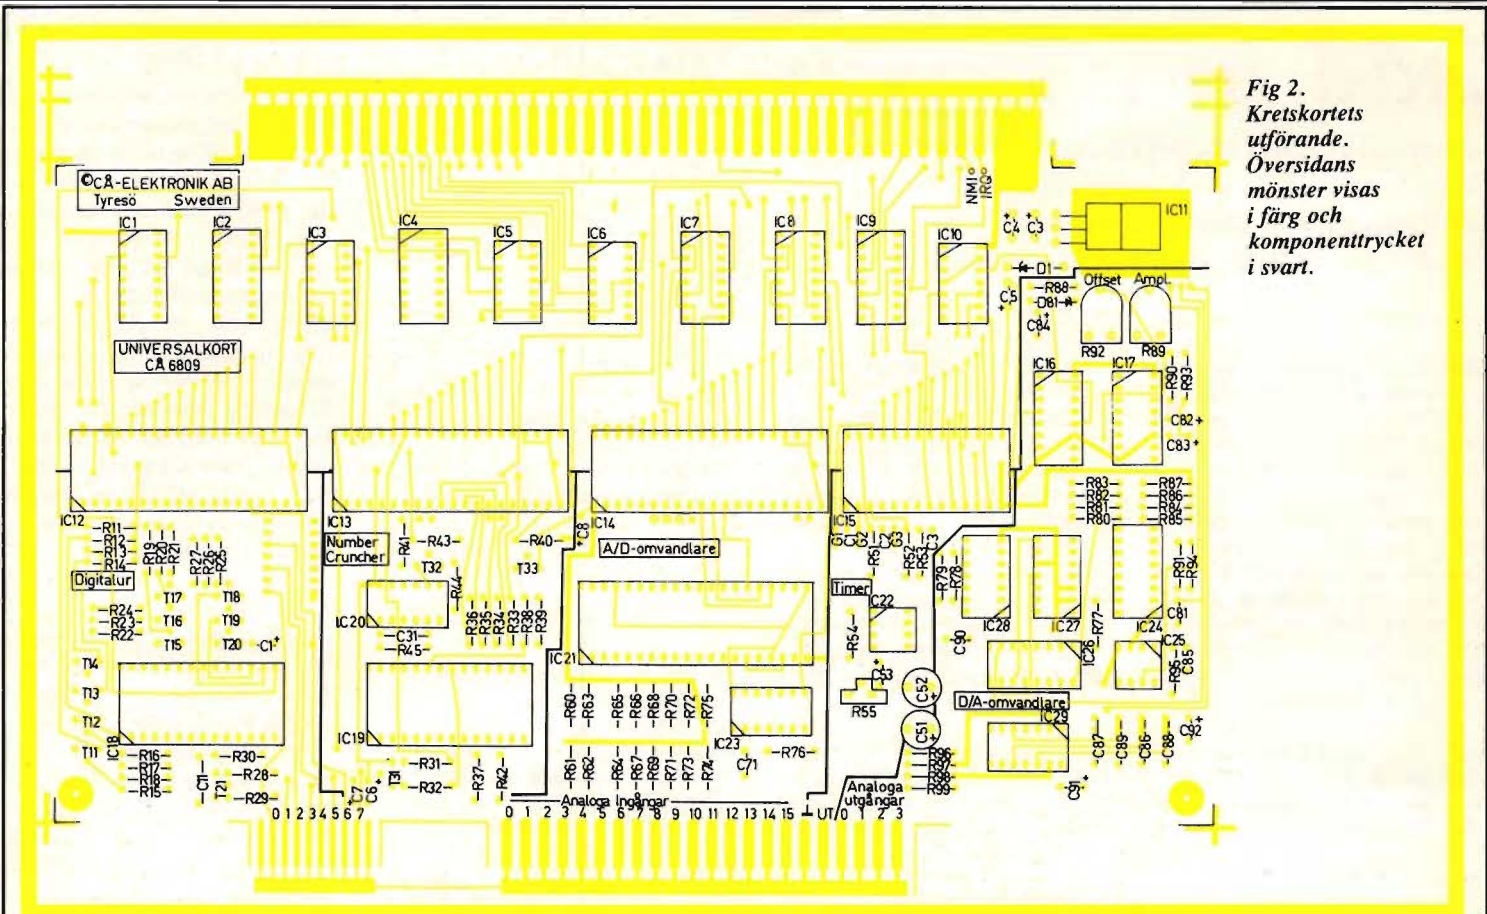 Fig 2.
Kretskortets
utförande.
Översidans
mönster visas
i färg och
komponenttrycket
i svart.
©CÅ-ELEKTRONIK AB
Tyresö Sweden
NMI
IRQ
IC1 IC2 IC3 IC4 IC5 IC6 IC7 IC8 IC9 IC10
C4 C3 IC11
D1
R88 Offset Ampl.
C5 D81
C84
R92 R89
UNIVERSALKORT
CÅ 6809
IC16 IC17 R90 R93
C82+
C83+
IC12 IC13 IC14 IC15
R83 R87
R82 R86
R81 R84
R80 R85
R11
R12
R13
R14
R19 R20 R21 R27 R26 R25
Digitalur
Number
Cruncher
R41 R43 R40 C8
T32 T33
R44
A/D-omvandlare
G1 C1 G2 C2 G3 C3
R51 R52 R53
Timer
R79 R78
R91 R94
T17 T18
T16 T19
T15 T20 C1+
R24
R23
R22
IC20
C31
R45
R36 R35 R34 R33 R38 R39
IC22
R54
IC28 IC27 R77 IC24 C81
C90
IC26 IC25
R95 C85
T14
T13
T12
T11
IC18
IC19
IC21
R60 R63 R65 R66 R68 R70 R72 R75
C53
R55
C52
C51
D/A-omvandlare
IC29
IC23
R76
C71
R61 R62 R64 R67 R69 R71 R73 R74
R16
R17
R18
R15
C11 T21
R30
R28
R29
C7 C6 T31
R31
R32
R37 R42
R96
R97
R98
R99
C87 C89 C86 C88 C92
C91
Analoga ingångar
Analoga
utgångar
0 1 2 3 4 5 6 7
0 1 2 3 4 5 6 7 8 9 10 11 12 13 14 15 ⊥ UT 0 1 2 3